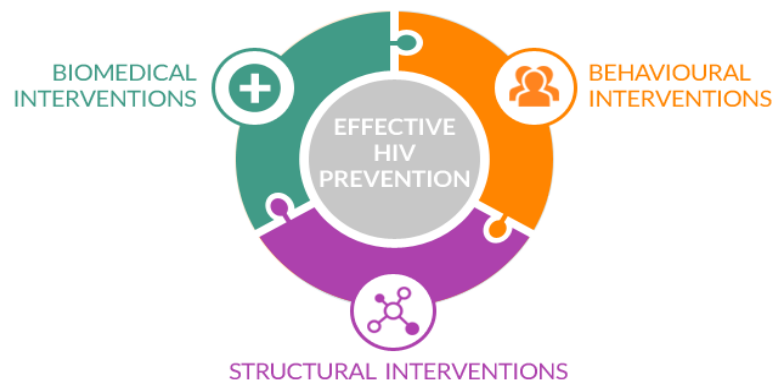 BIOMEDICAL
INTERVENTIONS
BEHAVIOURAL
INTERVENTIONS
EFFECTIVE
HIV
PREVENTION
STRUCTURAL INTERVENTIONS